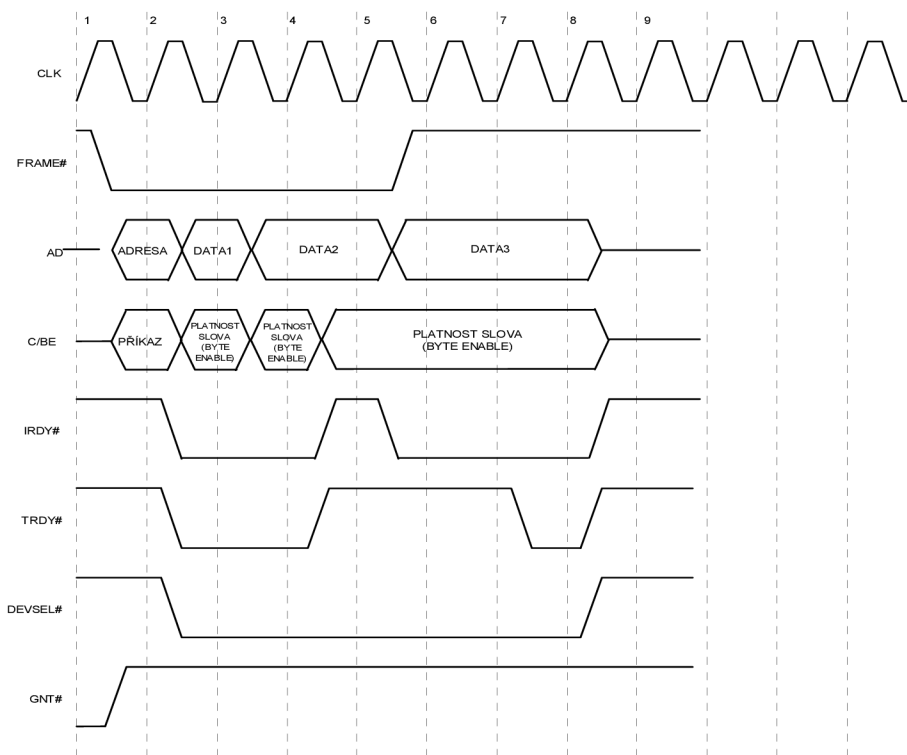 1 2 3 4 5 6 7 8 9
CLK
FRAME#
AD
ADRESA
DATA1
DATA2
DATA3
C/BE
PŘÍKAZ
PLATNOST
SLOVA
(BYTE
ENABLE)
PLATNOST
SLOVA
(BYTE
ENABLE)
PLATNOST SLOVA
(BYTE ENABLE)
IRDY#
TRDY#
DEVSEL#
GNT#